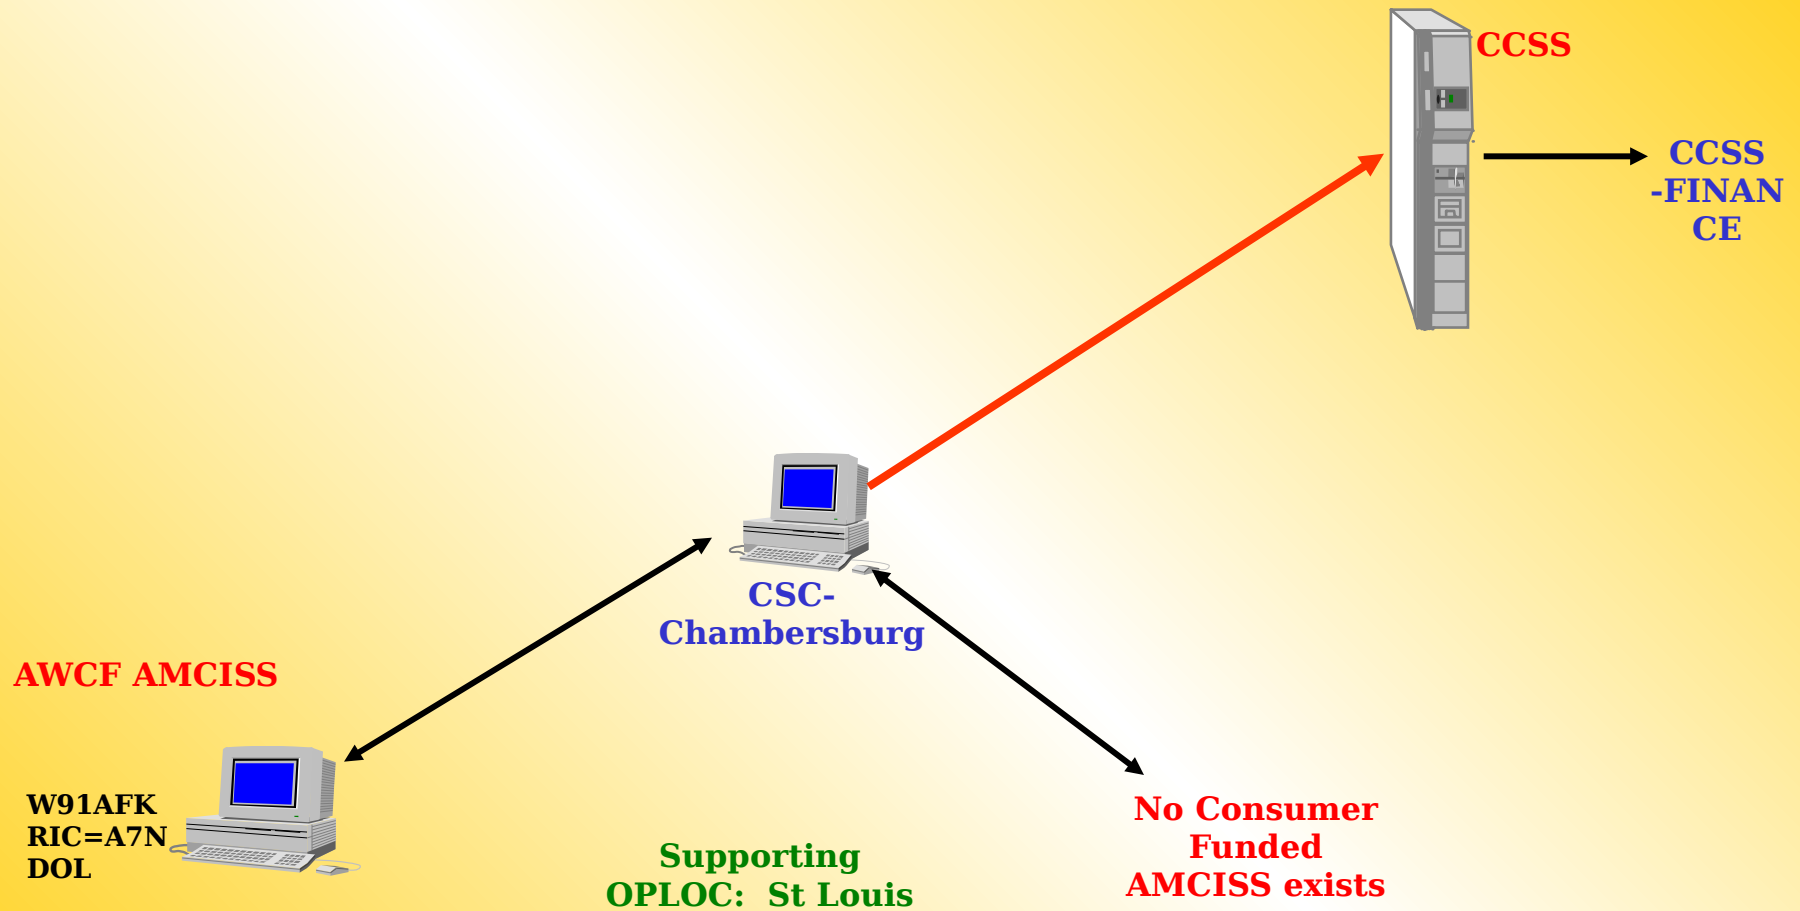 CCSS
CCSS
-FINAN
CE
CSC-
Chambersburg
AWCF AMCISS
W91AFK
RIC=A7N
DOL
Supporting
OPLOC:  St Louis
No Consumer
Funded
AMCISS exists